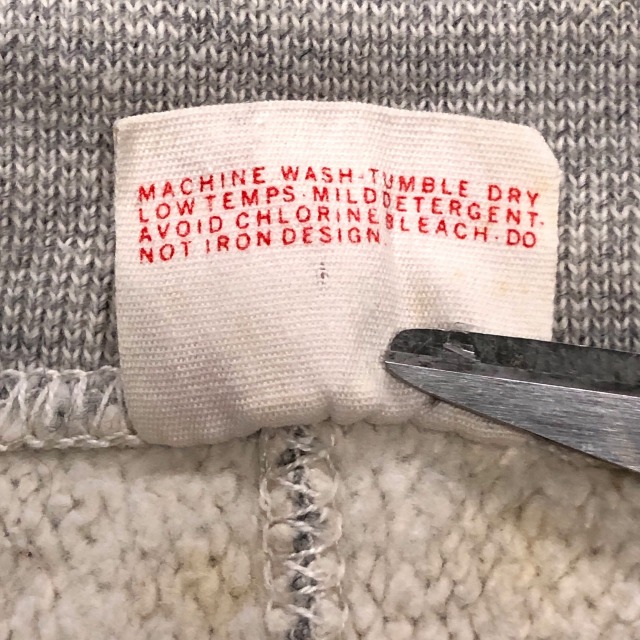 MACHINE WASH-TUMBLE DRY
LOW TEMPS. MILD DETERGENT.
AVOID CHLORINE BLEACH. DO
NOT IRON DESIGN